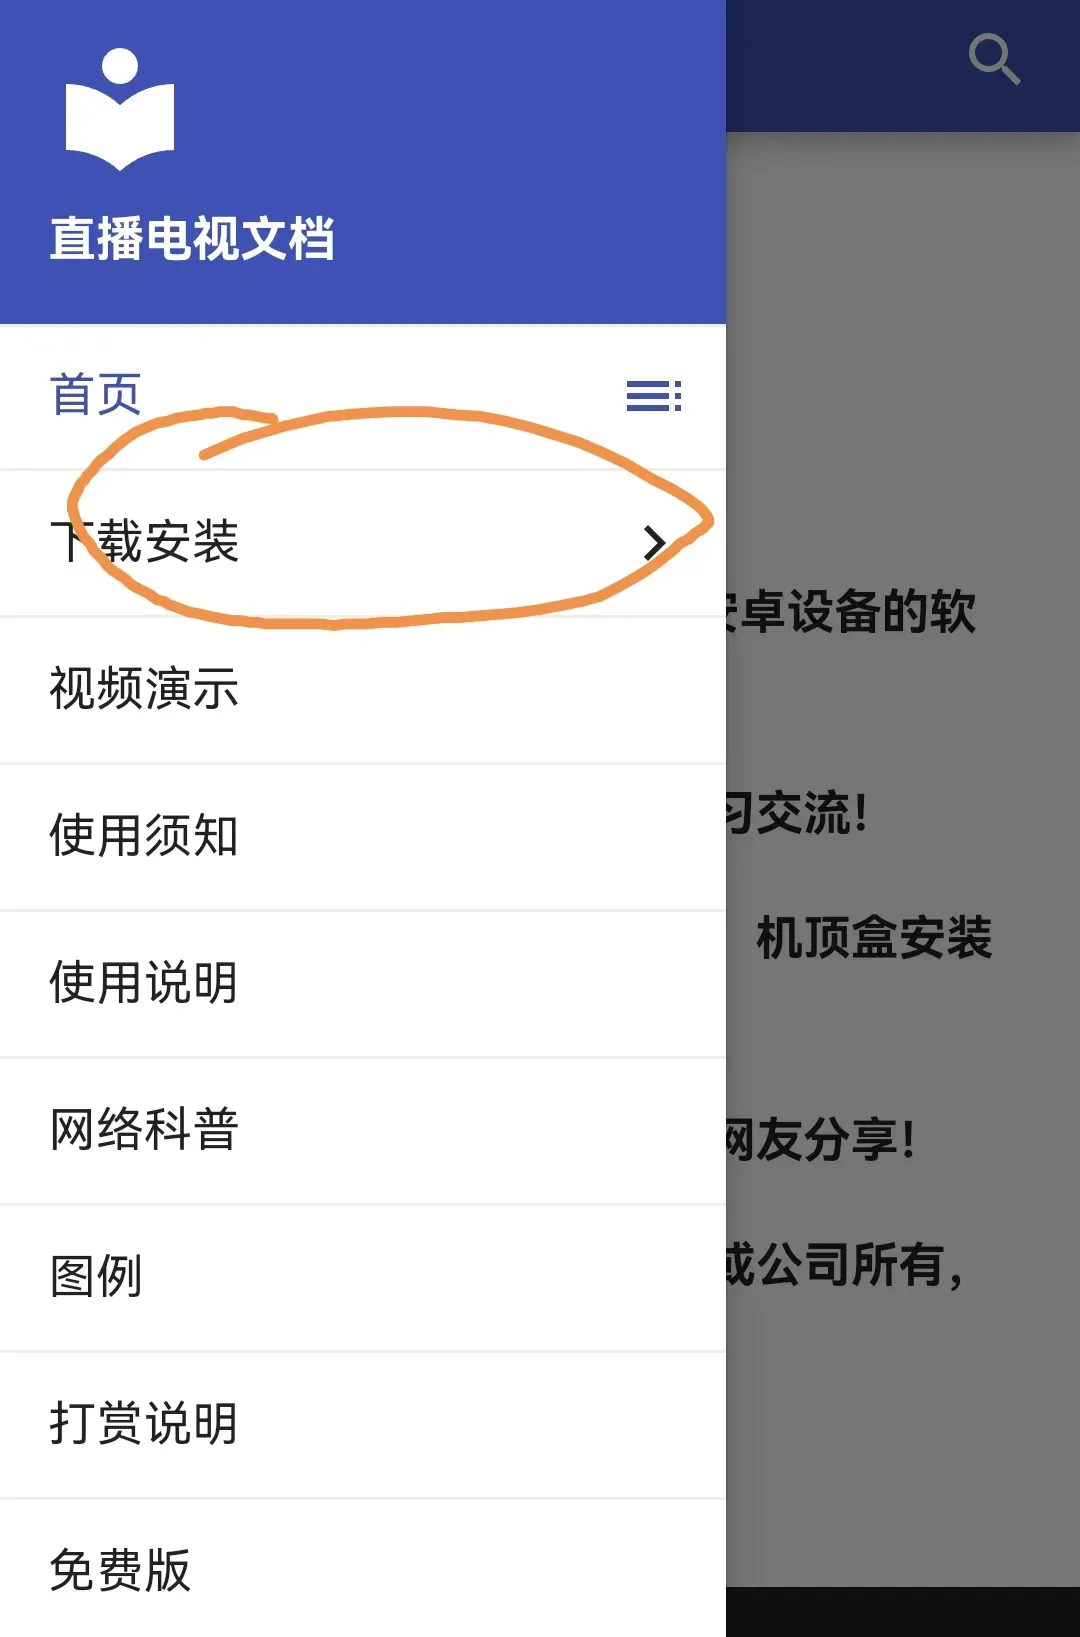 直播电视文档
首页
下载安装
视频演示
使用须知
使用说明
网络科普
图例
打赏说明
免费版
安卓设备的软
习交流！
机顶盒安装
网友分享！
或公司所有，